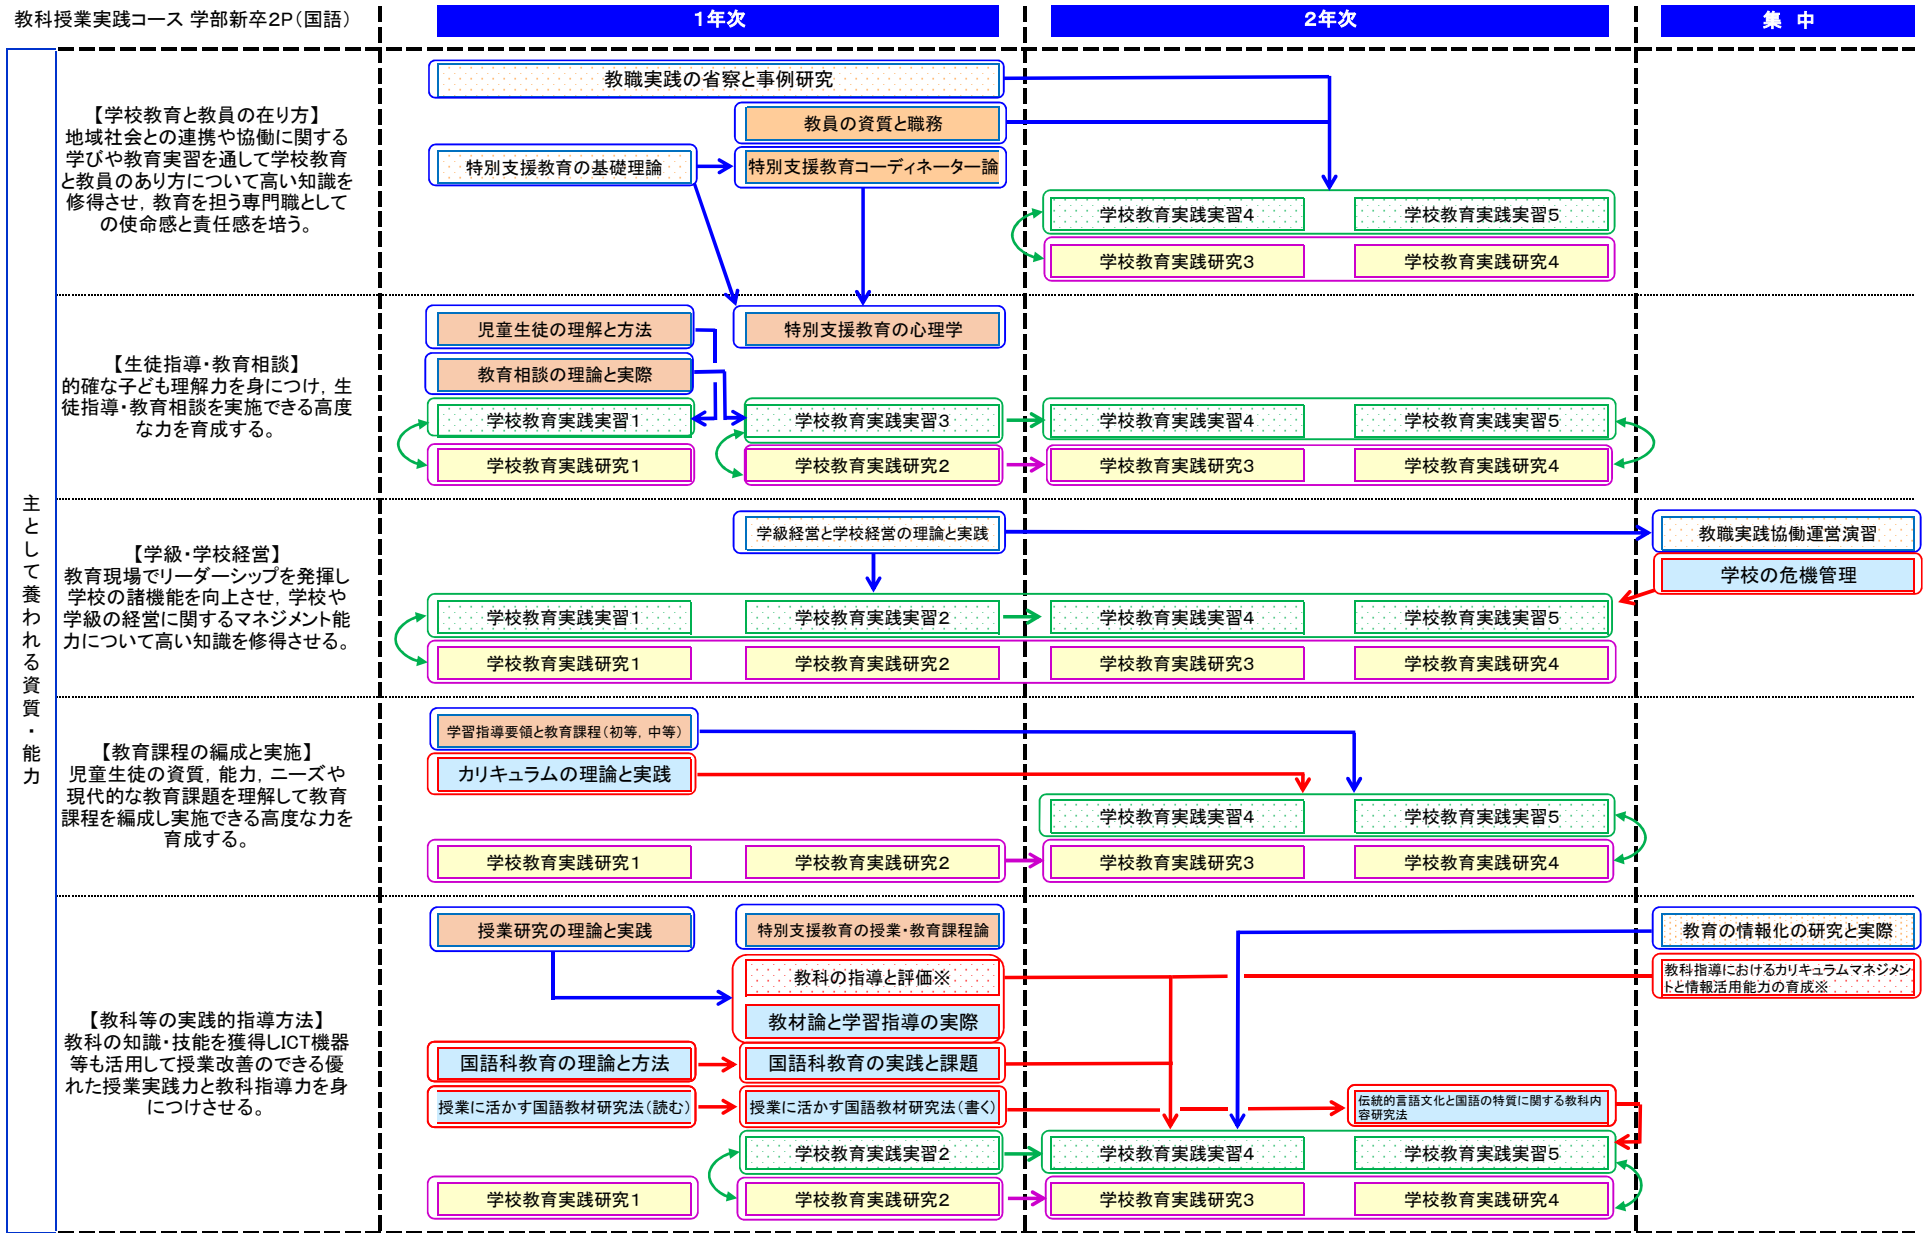 教科授業実践コース 学部新卒2P(国語)
1年次
2年次
集 中
主として養われる資質・能力
【学校教育と教員の在り方】
地域社会との連携や協働に関する
学びや教育実習を通して学校教育
と教員のあり方について高い知識を
修得させ，教育を担う専門職として
の使命感と責任感を培う。
教職実践の省察と事例研究
教員の資質と職務
特別支援教育の基礎理論
特別支援教育コーディネーター論
学校教育実践実習4
学校教育実践実習5
学校教育実践研究3
学校教育実践研究4
【生徒指導・教育相談】
的確な子ども理解力を身につけ，生
徒指導・教育相談を実施できる高度
な力を育成する。
児童生徒の理解と方法
特別支援教育の心理学
教育相談の理論と実際
学校教育実践実習1
学校教育実践実習3
学校教育実践実習4
学校教育実践実習5
学校教育実践研究1
学校教育実践研究2
学校教育実践研究3
学校教育実践研究4
【学級・学校経営】
教育現場でリーダーシップを発揮し
学校の諸機能を向上させ，学校や
学級の経営に関するマネジメント能
力について高い知識を修得させる。
学級経営と学校経営の理論と実践
教職実践協働運営演習
学校の危機管理
学校教育実践実習1
学校教育実践実習2
学校教育実践実習4
学校教育実践実習5
学校教育実践研究1
学校教育実践研究2
学校教育実践研究3
学校教育実践研究4
【教育課程の編成と実施】
児童生徒の資質，能力，ニーズや
現代的な教育課題を理解して教育
課程を編成し実施できる高度な力を
育成する。
学習指導要領と教育課程(初等，中等)
カリキュラムの理論と実践
学校教育実践実習4
学校教育実践実習5
学校教育実践研究1
学校教育実践研究2
学校教育実践研究3
学校教育実践研究4
【教科等の実践的指導方法】
教科の知識・技能を獲得しICT機器
等も活用して授業改善のできる優
れた授業実践力と教科指導力を身
につけさせる。
授業研究の理論と実践
特別支援教育の授業・教育課程論
教育の情報化の研究と実際
教科の指導と評価※
教科指導におけるカリキュラムマネジメン
トと情報活用能力の育成※
教材論と学習指導の実際
国語科教育の理論と方法
国語科教育の実践と課題
授業に活かす国語教材研究法(読む)
授業に活かす国語教材研究法(書く)
伝統的言語文化と国語の特質に関する教科内
容研究法
学校教育実践実習2
学校教育実践実習4
学校教育実践実習5
学校教育実践研究1
学校教育実践研究2
学校教育実践研究3
学校教育実践研究4